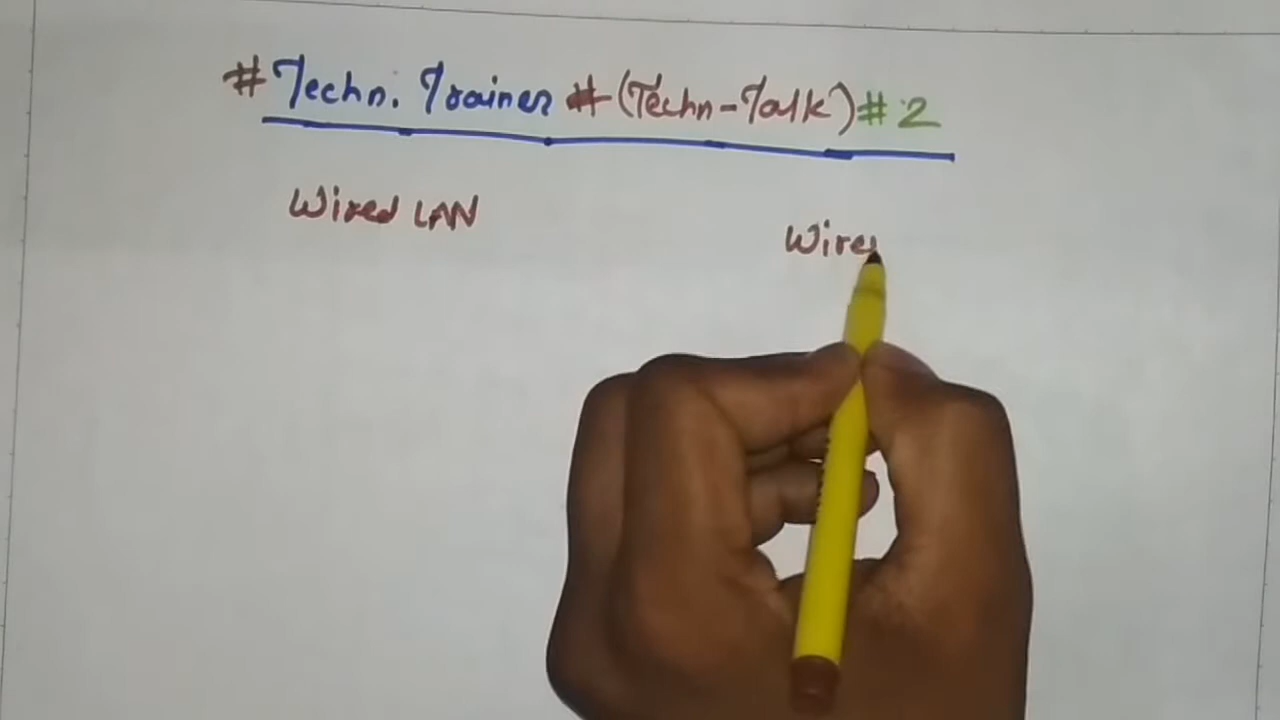 # Techn. Trainer # (Techn-Talk) # 2
Wired LAN
Wire